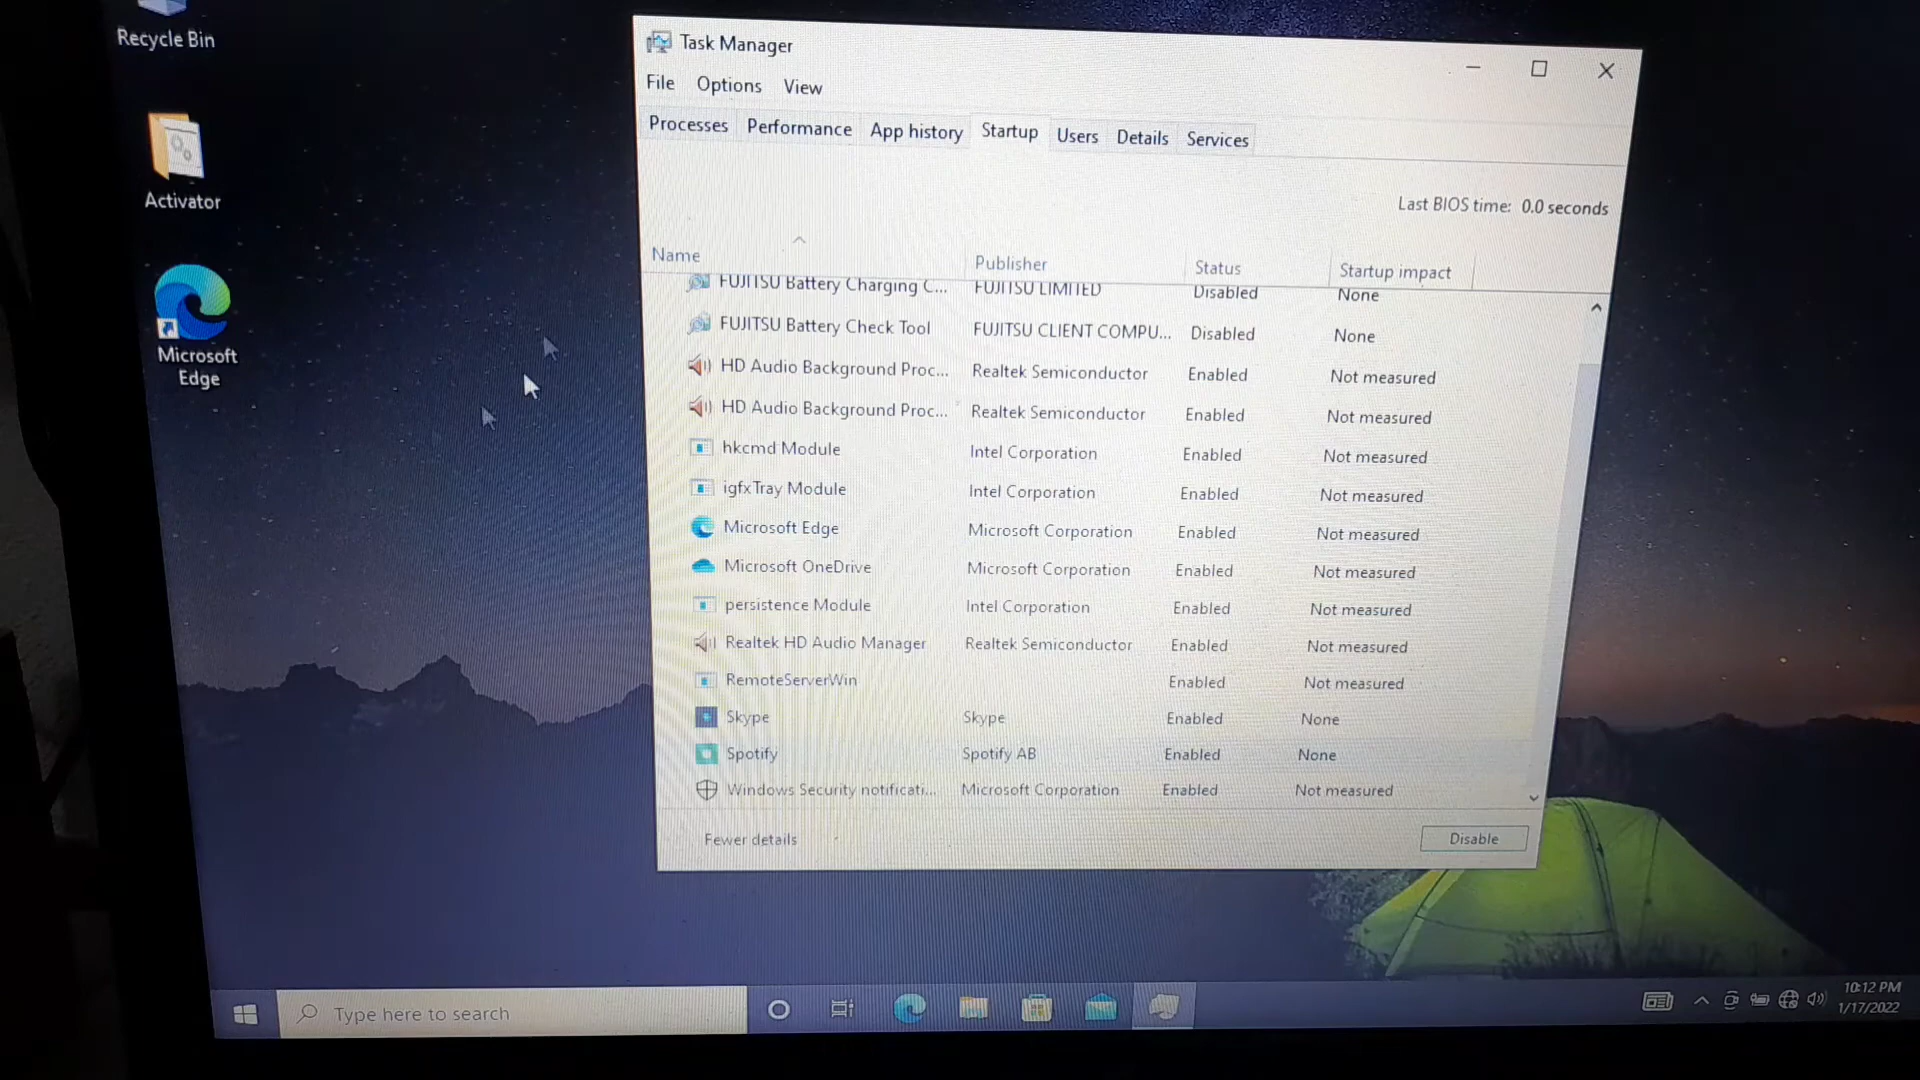 Recycle Bin
Activator
Microsoft
Edge
Task Manager
File Options View
Processes Performance App history Startup Users Details Services
Last BIOS time: 0.0 seconds
Name Publisher Status Startup impact
FUJITSU Battery Charging C... FUJITSU LIMITED Disabled None
FUJITSU Battery Check Tool FUJITSU CLIENT COMPU... Disabled None
HD Audio Background Proc... Realtek Semiconductor Enabled Not measured
HD Audio Background Proc... Realtek Semiconductor Enabled Not measured
hkcmd Module Intel Corporation Enabled Not measured
igfxTray Module Intel Corporation Enabled Not measured
Microsoft Edge Microsoft Corporation Enabled Not measured
Microsoft OneDrive Microsoft Corporation Enabled Not measured
persistence Module Intel Corporation Enabled Not measured
Realtek HD Audio Manager Realtek Semiconductor Enabled Not measured
RemoteServerWin Enabled Not measured
Skype Skype Enabled None
Spotify Spotify AB Enabled None
Windows Security notificati... Microsoft Corporation Enabled Not measured
Fewer details Disable
Type here to search
10:12 PM
1/17/2022